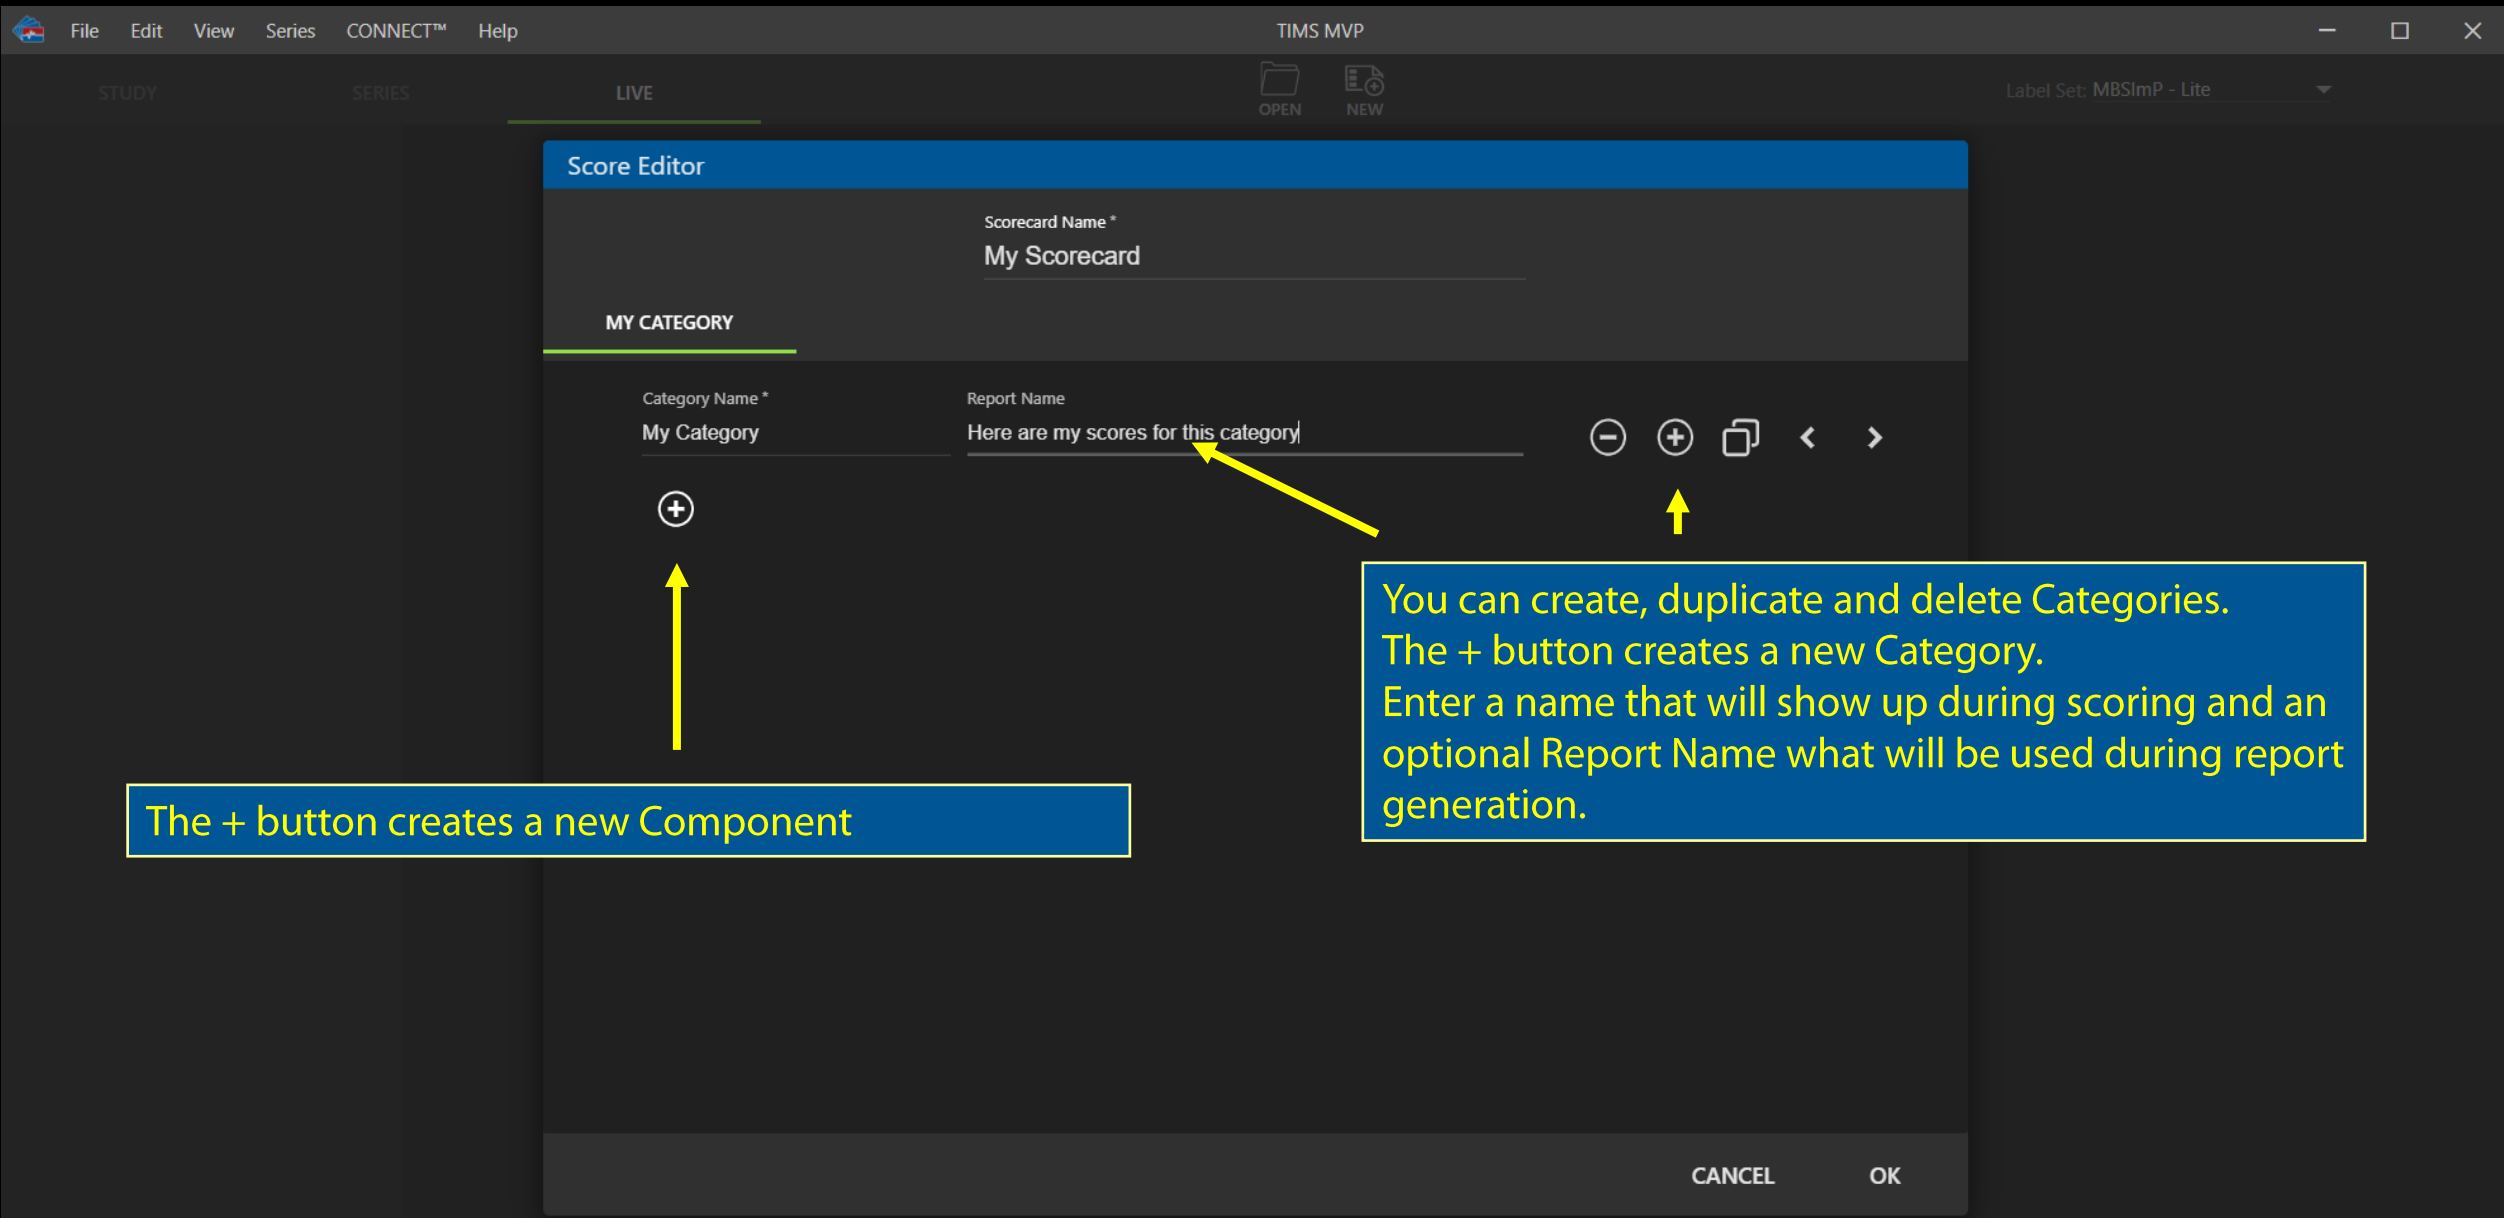 File Edit View Series CONNECT™ Help TIMS MVP
STUDY SERIES LIVE OPEN NEW Label Set: MBSImP - Lite
Score Editor
Scorecard Name *
My Scorecard
MY CATEGORY
Category Name * Report Name
My Category Here are my scores for this category
You can create, duplicate and delete Categories.
The + button creates a new Category.
Enter a name that will show up during scoring and an
optional Report Name what will be used during report
generation.
The + button creates a new Component
CANCEL OK